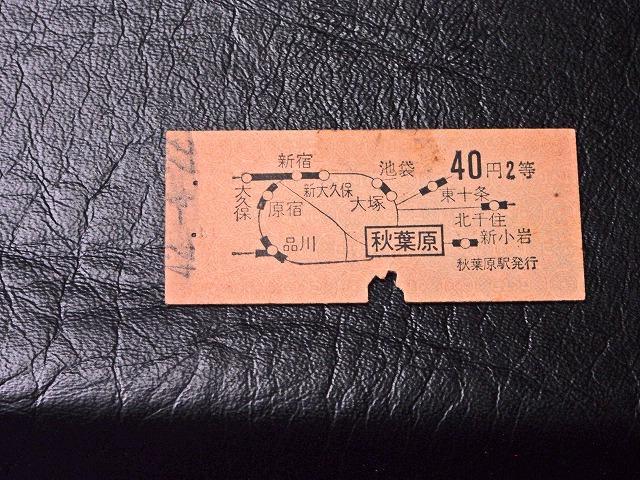 新宿
池袋
40円2等
大久保
新大久保
原宿
大塚
東十条
北千住
品川
秋葉原
新小岩
秋葉原駅発行